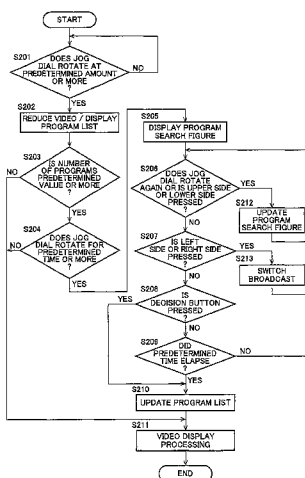 START
S201
DOES JOG
DIAL ROTATE AT
PREDETERMINED AMOUNT
OR MORE
?
NO
YES
S202
REDUCE VIDEO / DISPLAY
PROGRAM LIST
S203
IS NUMBER
OF PROGRAMS
PREDETERMINED
VALUE OR MORE
?
NO
YES
S204
DOES JOG
DIAL ROTATE FOR
PREDETERMINED
TIME OR MORE
?
NO
YES
S205
DISPLAY PROGRAM
SEARCH FIGURE
S206
DOES JOG
DIAL ROTATE
AGAIN OR IS UPPER SIDE
OR LOWER SIDE
PRESSED
?
YES
NO
S212
UPDATE
PROGRAM
SEARCH FIGURE
S207
IS LEFT
SIDE OR RIGHT SIDE
PRESSED
?
YES
NO
S213
SWITCH
BROADCAST
S208
IS
DECISION BUTTON
PRESSED
?
YES
NO
S209
DID
PREDETERMINED
TIME ELAPSE
?
NO
YES
S210
UPDATE PROGRAM LIST
S211
VIDEO DISPLAY
PROCESSING
END